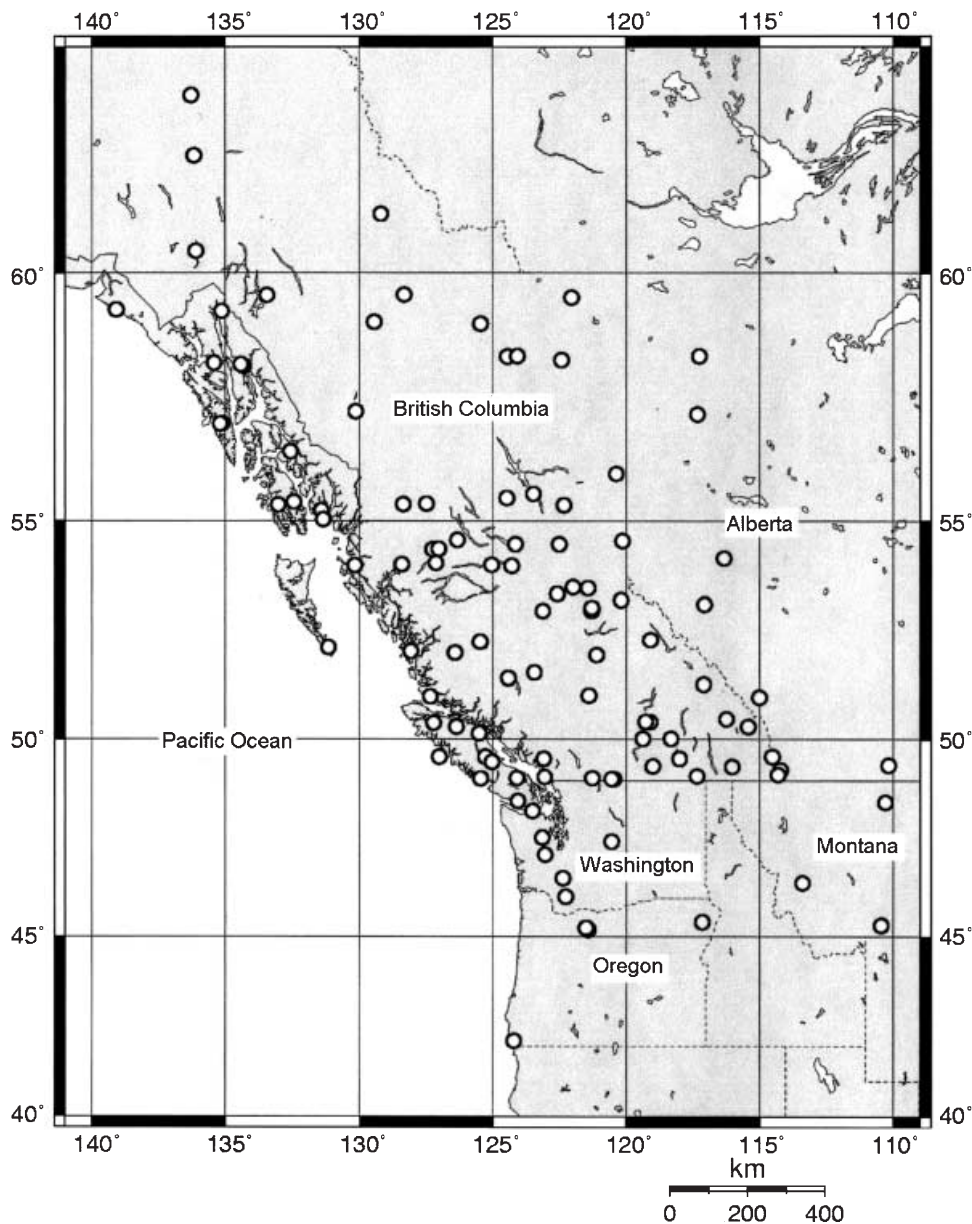 140˚ 135˚ 130˚ 125˚ 120˚ 115˚ 110˚
60˚ 60˚
British Columbia
55˚ 55˚
Alberta
50˚ 50˚
Pacific Ocean
Montana
Washington
45˚ 45˚
Oregon
40˚ 40˚
140˚ 135˚ 130˚ 125˚ 120˚ 115˚ 110˚
km
0 200 400